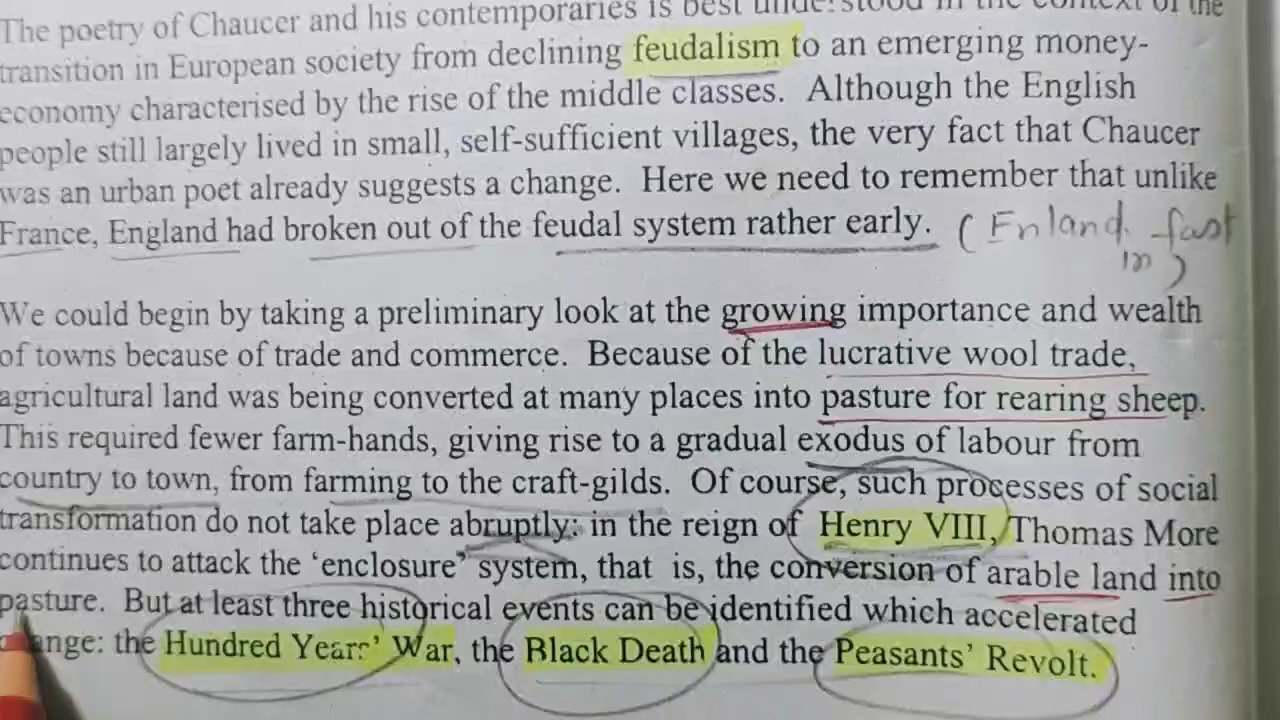 The poetry of Chaucer and his contemporaries is best understood in the context of the
transition in European society from declining feudalism to an emerging money-
economy characterised by the rise of the middle classes. Although the English
people still largely lived in small, self-sufficient villages, the very fact that Chaucer
was an urban poet already suggests a change. Here we need to remember that unlike
France, England had broken out of the feudal system rather early. (Enland fast
in)
We could begin by taking a preliminary look at the growing importance and wealth
of towns because of trade and commerce. Because of the lucrative wool trade,
agricultural land was being converted at many places into pasture for rearing sheep.
This required fewer farm-hands, giving rise to a gradual exodus of labour from
country to town, from farming to the craft-gilds. Of course, such processes of social
transformation do not take place abruptly: in the reign of Henry VIII, Thomas More
continues to attack the ‘enclosure’ system, that is, the conversion of arable land into
pasture. But at least three historical events can be identified which accelerated
change: the Hundred Years’ War, the Black Death and the Peasants’ Revolt.